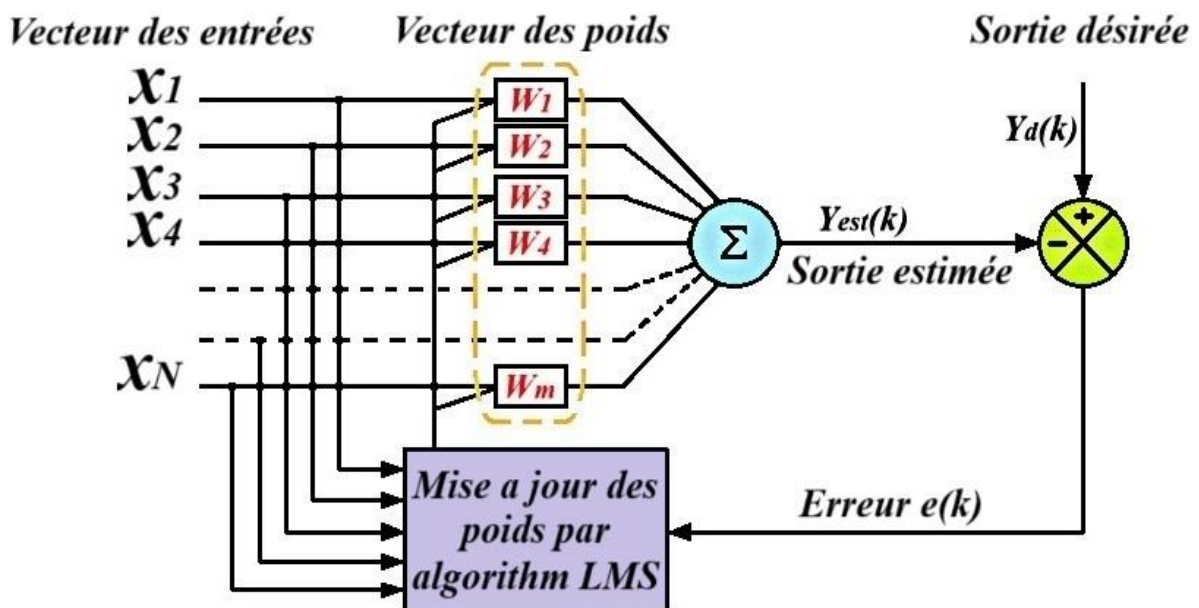 Vecteur des entrées
Vecteur des poids
Sortie désirée
x1
x2
x3
x4
xN
W1
W2
W3
W4
Wm
Σ
Yest(k)
Sortie estimée
Yd(k)
+
-
Erreur e(k)
Mise a jour des
poids par
algorithm LMS